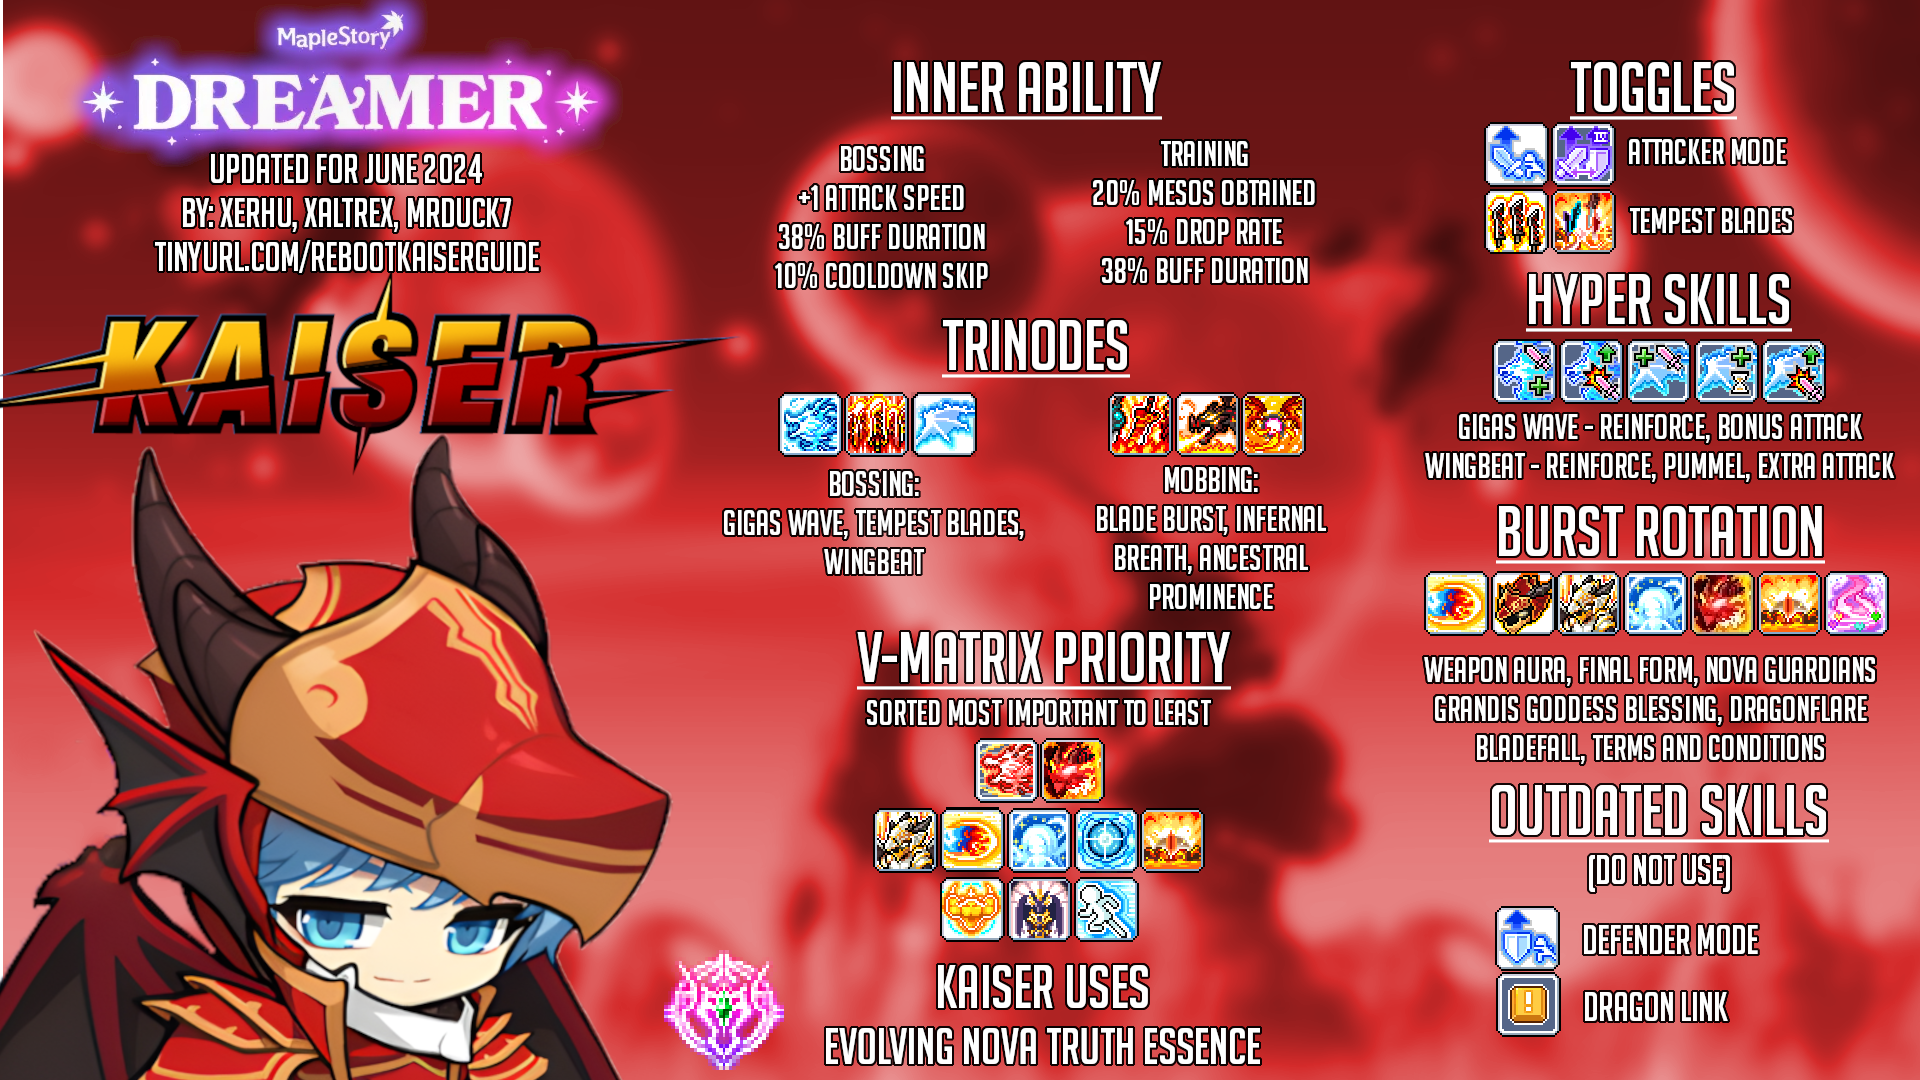 MapleStory
DREAMER
UPDATED FOR JUNE 2024
BY: XERHU, XALTREX, MRDUCK7
TINYURL.COM/REBOOTKAISERGUIDE
KAISER
INNER ABILITY
BOSSING
+1 ATTACK SPEED
38% BUFF DURATION
10% COOLDOWN SKIP
TRAINING
20% MESOS OBTAINED
15% DROP RATE
38% BUFF DURATION
TRINODES
BOSSING:
GIGAS WAVE, TEMPEST BLADES,
WINGBEAT
MOBBING:
BLADE BURST, INFERNAL
BREATH, ANCESTRAL
PROMINENCE
V-MATRIX PRIORITY
SORTED MOST IMPORTANT TO LEAST
KAISER USES
EVOLVING NOVA TRUTH ESSENCE
TOGGLES
ATTACKER MODE
TEMPEST BLADES
HYPER SKILLS
GIGAS WAVE - REINFORCE, BONUS ATTACK
WINGBEAT - REINFORCE, PUMMEL, EXTRA ATTACK
BURST ROTATION
WEAPON AURA, FINAL FORM, NOVA GUARDIANS
GRANDIS GODDESS BLESSING, DRAGONFLARE
BLADEFALL, TERMS AND CONDITIONS
OUTDATED SKILLS
(DO NOT USE)
DEFENDER MODE
DRAGON LINK